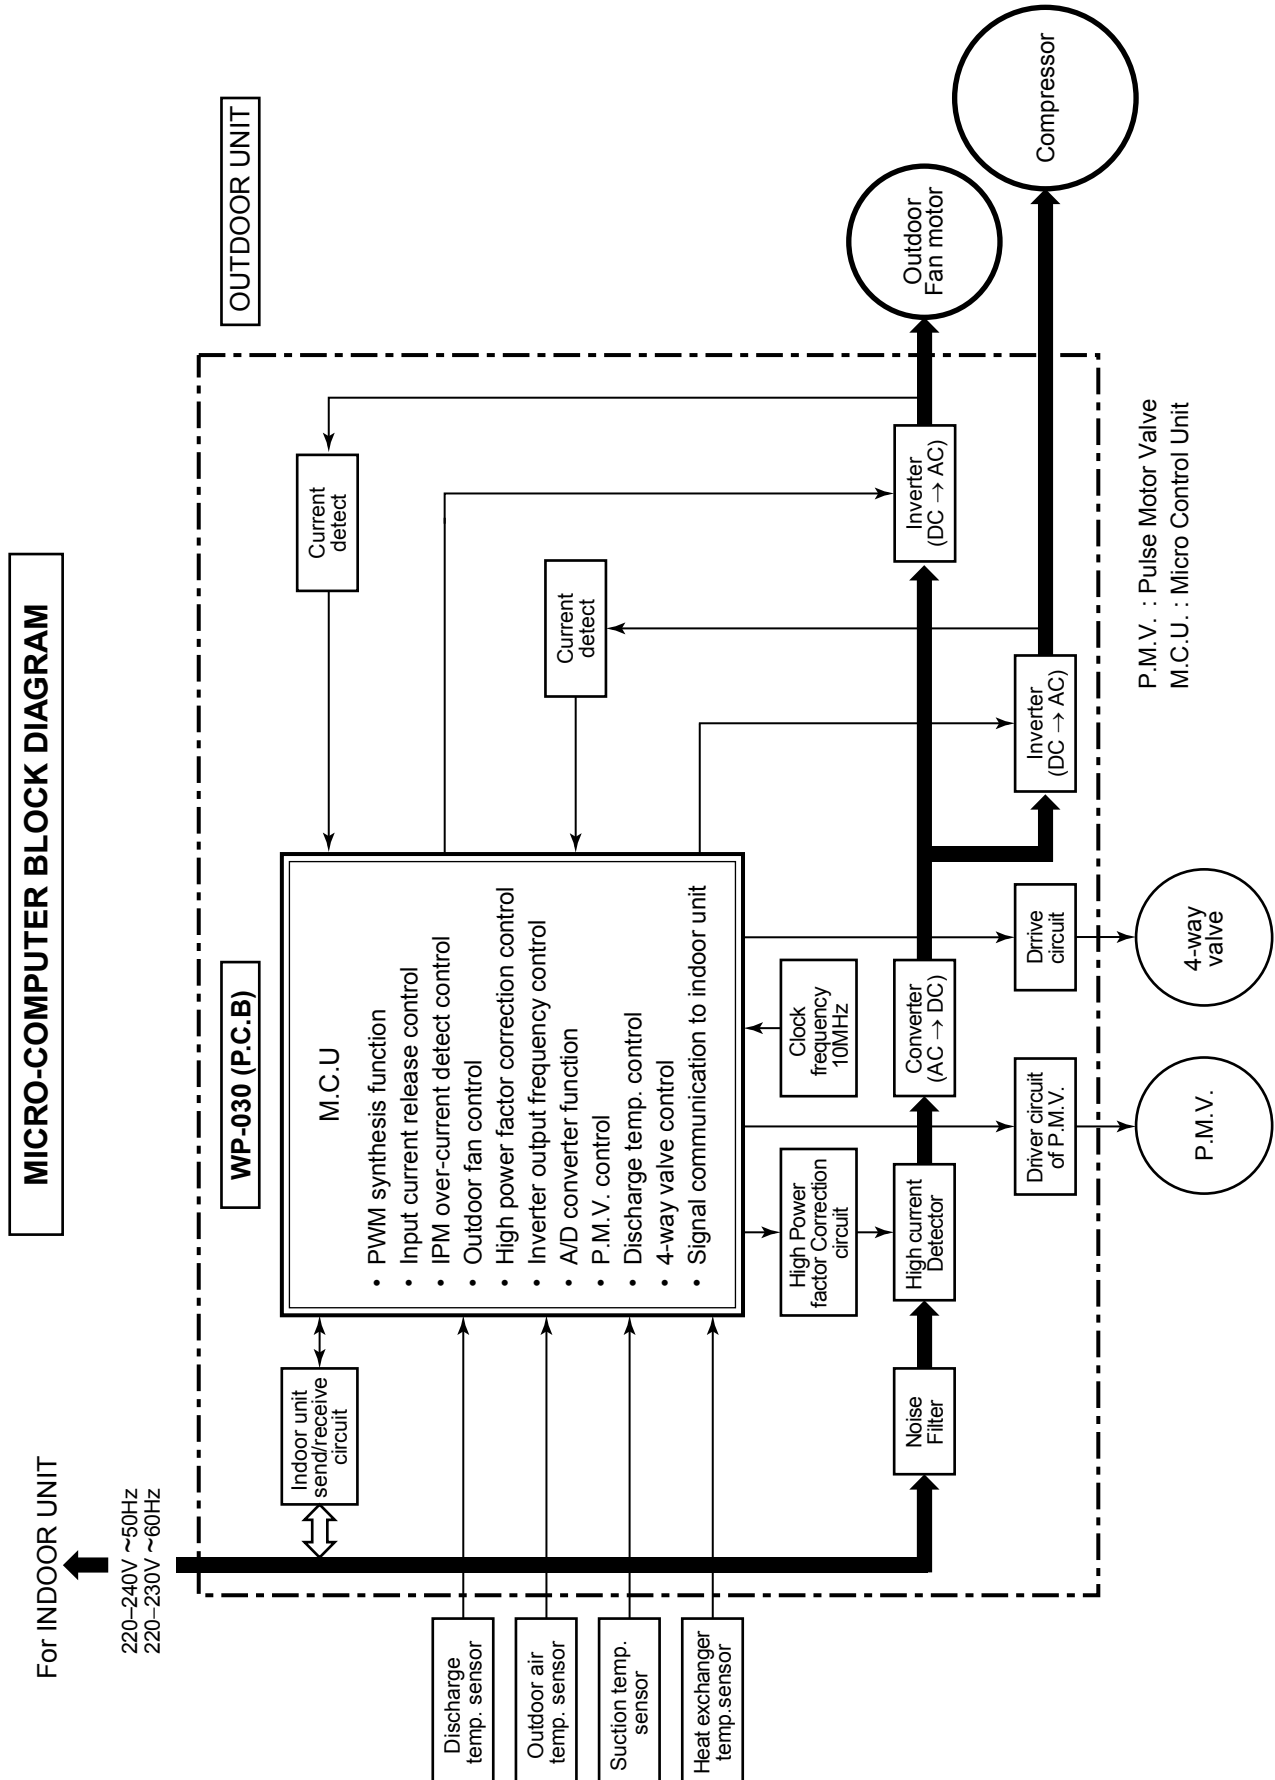 MICRO-COMPUTER BLOCK DIAGRAM
For INDOOR UNIT
220–240V ~50Hz
220–230V ~60Hz
WP-030 (P.C.B)
OUTDOOR UNIT
Discharge
temp. sensor
Outdoor air
temp. sensor
Suction temp.
sensor
Heat exchanger
temp.sensor
Indoor unit
send/receive
circuit
M.C.U
• PWM synthesis function
• Input current release control
• IPM over-current detect control
• Outdoor fan control
• High power factor correction control
• Inverter output frequency control
• A/D converter function
• P.M.V. control
• Discharge temp. control
• 4-way valve control
• Signal communication to indoor unit
Current
detect
Current
detect
High Power
factor Correction
circuit
Clock
frequency
10MHz
Noise
Filter
High current
Detector
Converter
(AC → DC)
Inverter
(DC → AC)
Outdoor
Fan motor
Driver circuit
of P.M.V.
Drrive
circuit
Inverter
(DC → AC)
Compressor
P.M.V.
4-way
valve
P.M.V. : Pulse Motor Valve
M.C.U. : Micro Control Unit